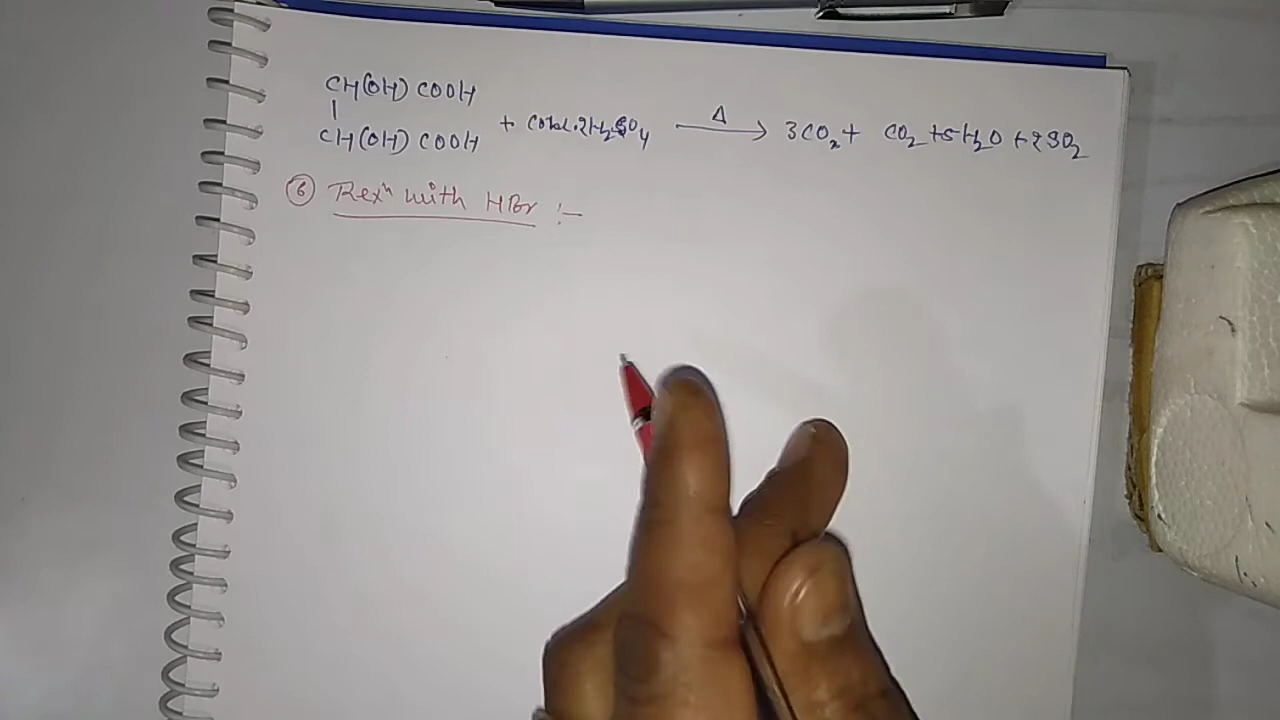 CH(OH) COOH
|
CH(OH) COOH + Conc.2H₂SO₄ —Δ→ 3CO₂ + CO₂ + 5H₂O + 2SO₂
⑥ Rexⁿ with HBr :-